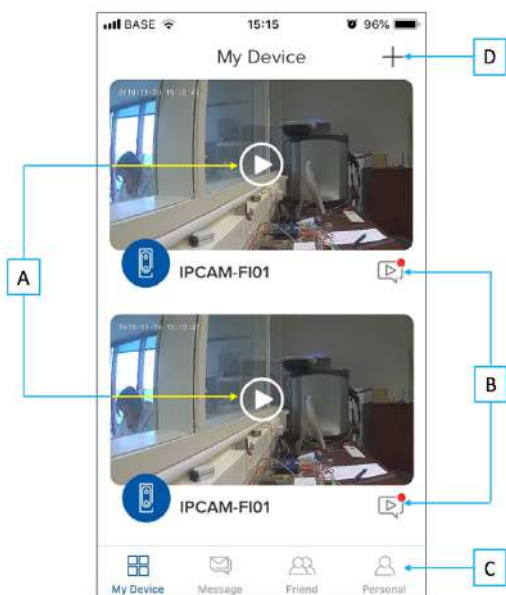 BASE 15:15 96%
My Device
D
A
IPCAM-FI01
B
IPCAM-FI01
C
My Device Message Friend Personal